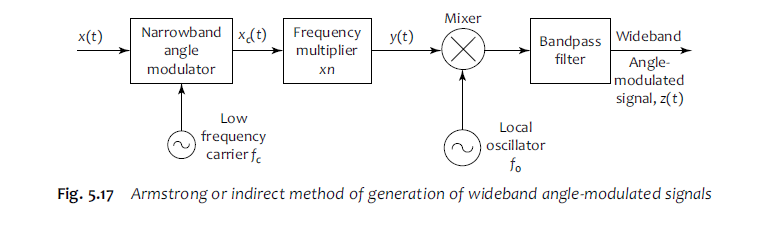 Mixer
x(t)
Narrowband
angle
modulator
x_c(t)
Frequency
multiplier
xn
y(t)
Bandpass
filter
Wideband
Angle-
modulated
signal, z(t)
Low
frequency
carrier f_c
Local
oscillator
f_o
Fig. 5.17 Armstrong or indirect method of generation of wideband angle-modulated signals